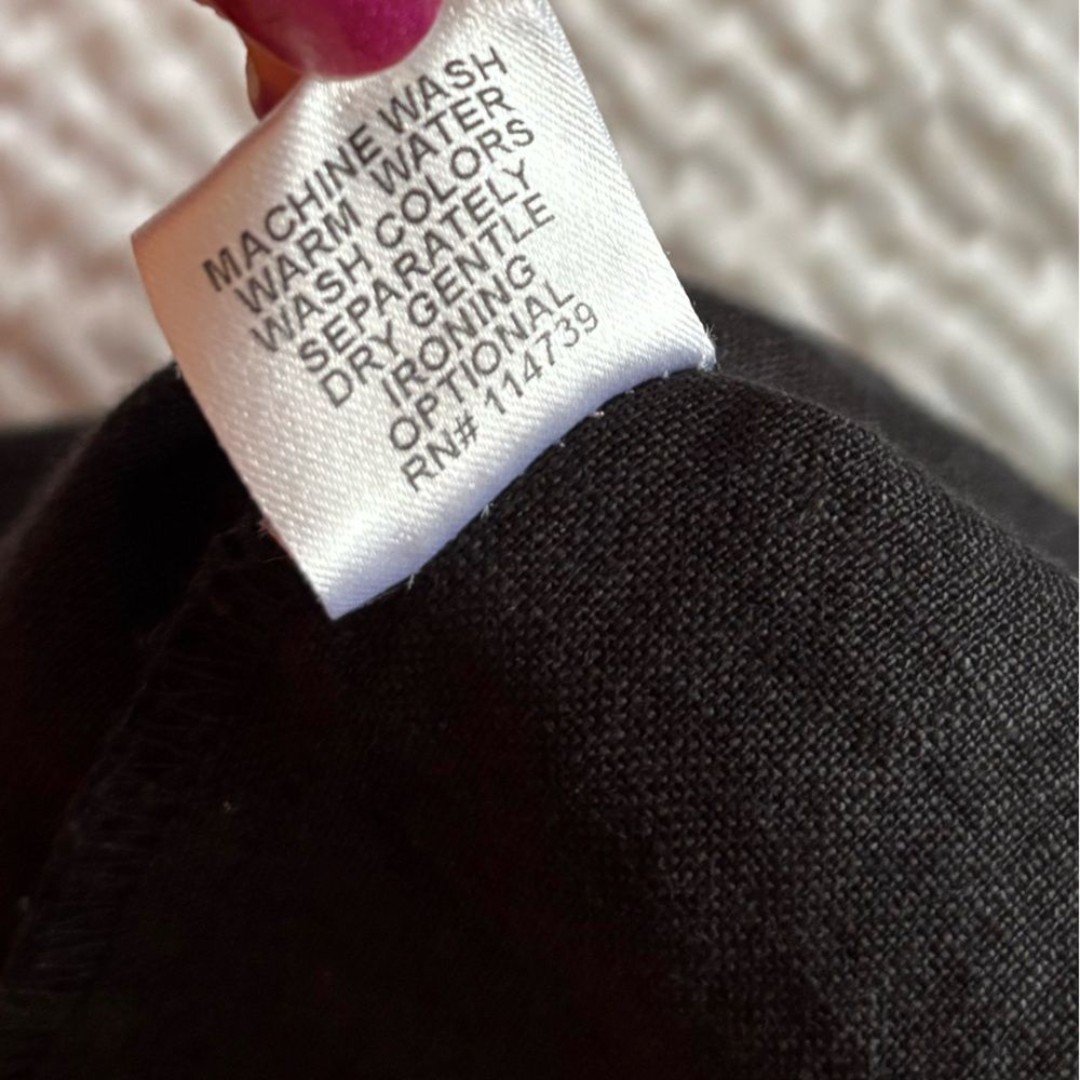 MACHINE WASH
WARM WATER
WASH COLORS
SEPARATELY
DRY GENTLE
IRONING
OPTIONAL
RN# 114739